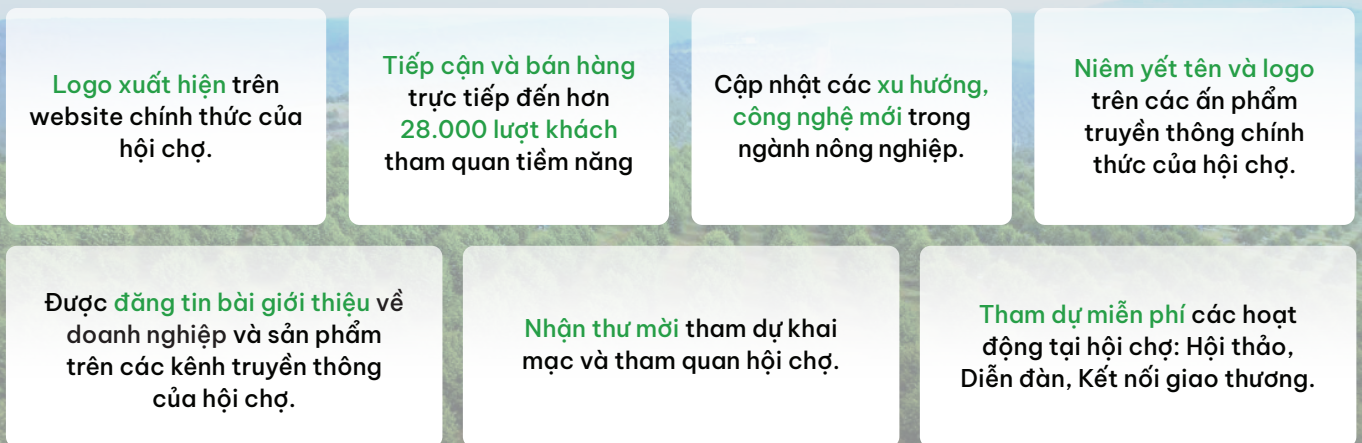 Logo xuất hiện trên
website chính thức của
hội chợ.
Tiếp cận và bán hàng
trực tiếp đến hơn
28.000 lượt khách
tham quan tiềm năng
Cập nhật các xu hướng,
công nghệ mới trong
ngành nông nghiệp.
Niêm yết tên và logo
trên các ấn phẩm
truyền thông chính
thức của hội chợ.
Được đăng tin bài giới thiệu về
doanh nghiệp và sản phẩm
trên các kênh truyền thông
của hội chợ.
Nhận thư mời tham dự khai
mạc và tham quan hội chợ.
Tham dự miễn phí các hoạt
động tại hội chợ: Hội thảo,
Diễn đàn, Kết nối giao thương.